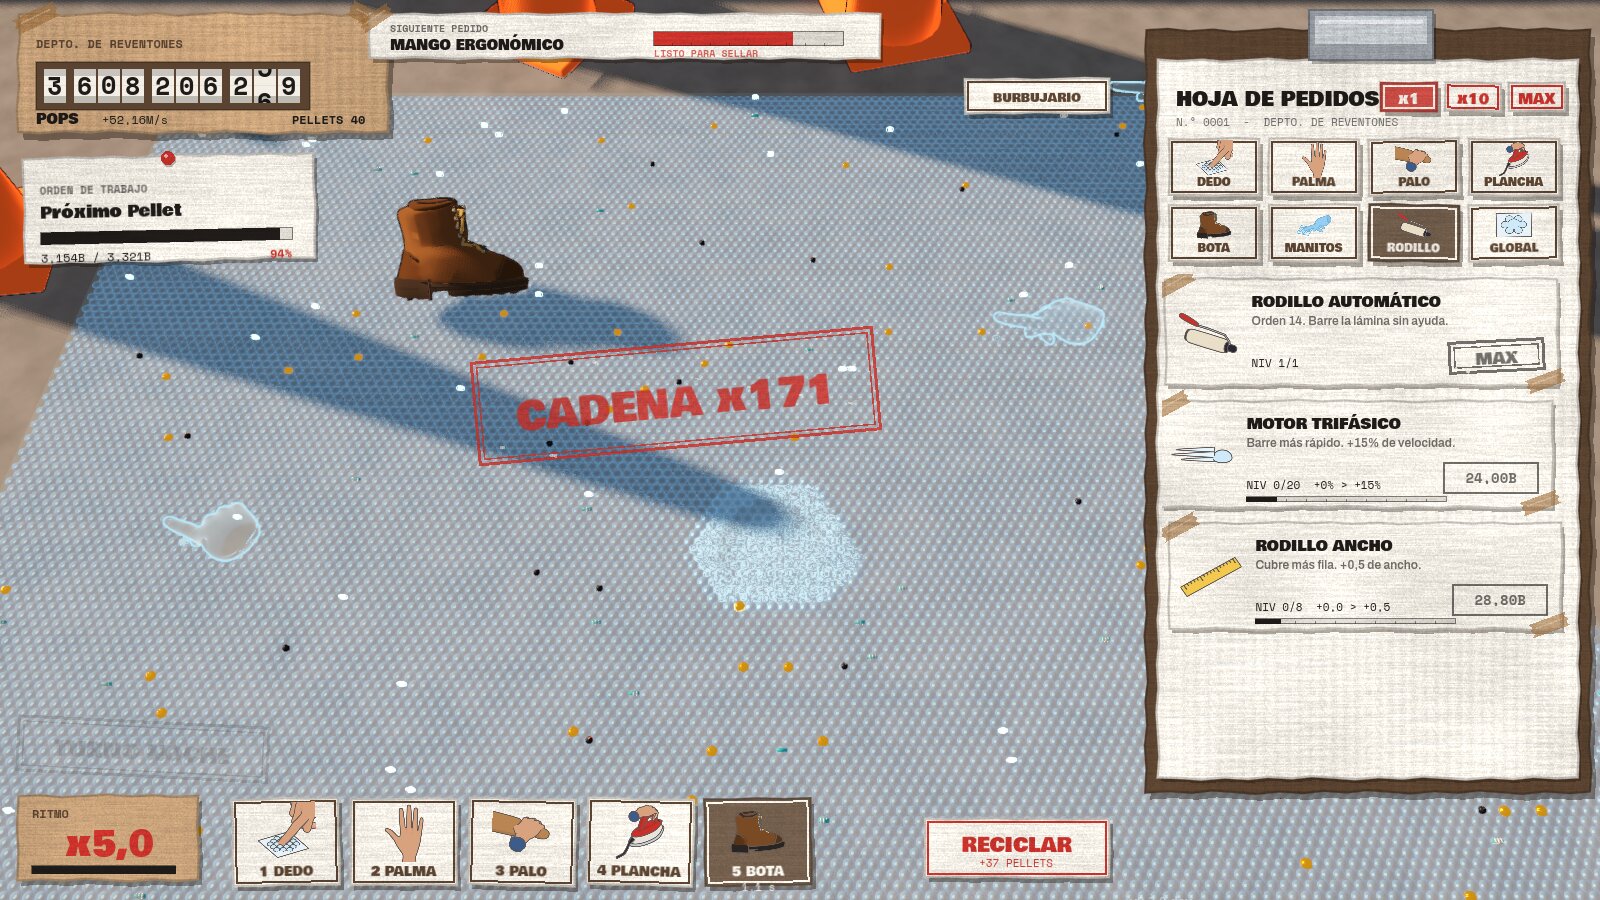 DEPTO. DE REVENTONES
POPS
+52,16M/s
PELLETS 40
SIGUIENTE PEDIDO
MANGO ERGONÓMICO
LISTO PARA SELLAR
ORDEN DE TRABAJO
Próximo Pellet
3,154B / 3,321B
94%
BURBUJARIO
CADENA x171
HOJA DE PEDIDOS
x1
x10
MAX
N.° 0001 - DEPTO. DE REVENTONES
DEDO
PALMA
PALO
PLANCHA
BOTA
MANITOS
RODILLO
GLOBAL
RODILLO AUTOMÁTICO
Orden 14. Barre la lámina sin ayuda.
NIV 1/1
MAX
MOTOR TRIFÁSICO
Barre más rápido. +15% de velocidad.
NIV 0/20 +0% > +15%
24,00B
RODILLO ANCHO
Cubre más fila. +0,5 de ancho.
NIV 0/8 +0.0 > +0.5
28,80B
RITMO
x5,0
1 DEDO
2 PALMA
3 PALO
4 PLANCHA
5 BOTA
1,1 s
RECICLAR
+37 PELLETS